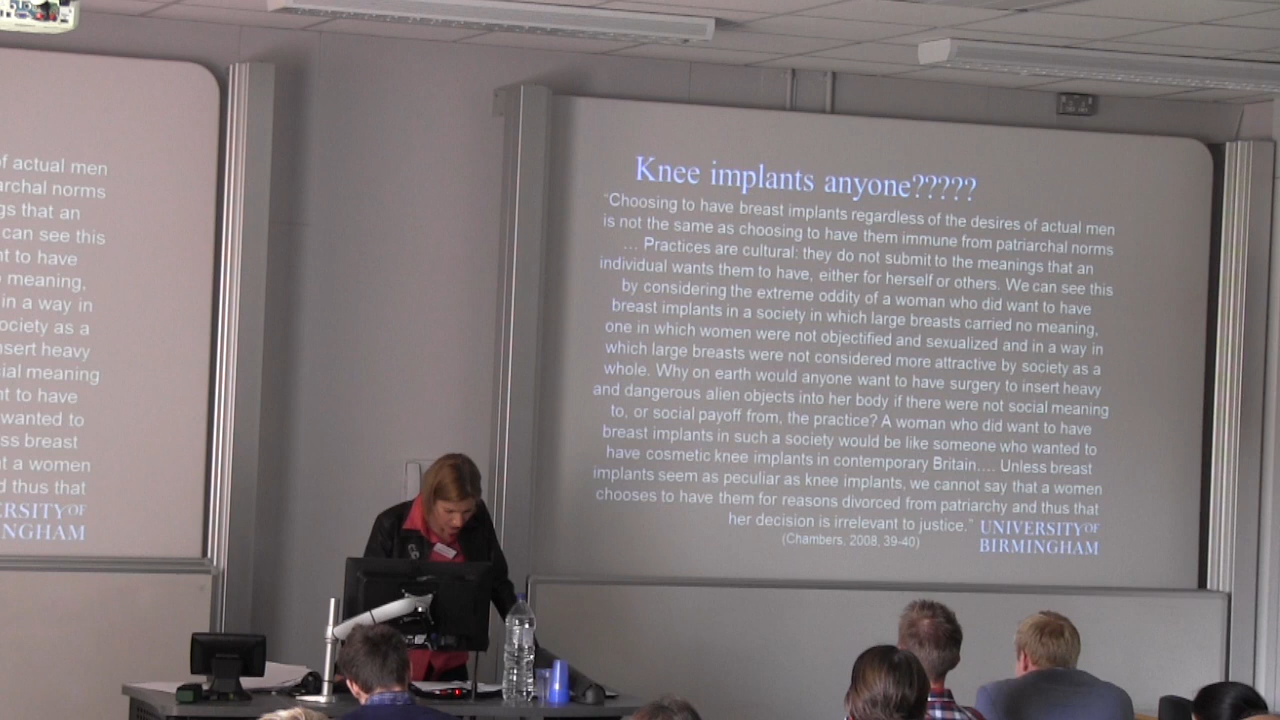 of actual men
archal norms
gs that an
can see this
nt to have
meaning,
in a way in
ociety as a
nsert heavy
cial meaning
nt to have
wanted to
ss breast
at a women
d thus that
ERSITYOF
NGHAM
Knee implants anyone?????
“Choosing to have breast implants regardless of the desires of actual men
is not the same as choosing to have them immune from patriarchal norms
… Practices are cultural: they do not submit to the meanings that an
individual wants them to have, either for herself or others. We can see this
by considering the extreme oddity of a woman who did want to have
breast implants in a society in which large breasts carried no meaning,
one in which women were not objectified and sexualized and in a way in
which large breasts were not considered more attractive by society as a
whole. Why on earth would anyone want to have surgery to insert heavy
and dangerous alien objects into her body if there were not social meaning
to, or social payoff from, the practice? A woman who did want to have
breast implants in such a society would be like someone who wanted to
have cosmetic knee implants in contemporary Britain.... Unless breast
implants seem as peculiar as knee implants, we cannot say that a women
chooses to have them for reasons divorced from patriarchy and thus that
her decision is irrelevant to justice.”
(Chambers, 2008, 39-40)
UNIVERSITYOF
BIRMINGHAM